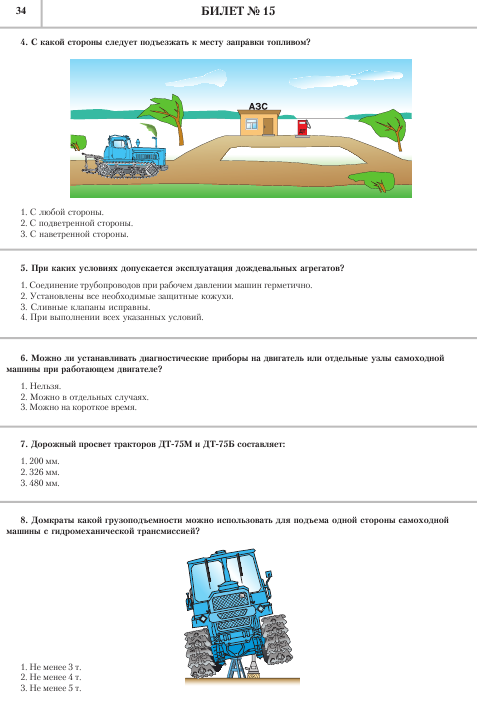 34
БИЛЕТ № 15
4. С какой стороны следует подъезжать к месту заправки топливом?
АЗС
1. С любой стороны.
2. С подветренной стороны.
3. С наветренной стороны.
5. При каких условиях допускается эксплуатация дождевальных агрегатов?
1. Соединение трубопроводов при рабочем давлении машин герметично.
2. Установлены все необходимые защитные кожухи.
3. Сливные клапаны исправны.
4. При выполнении всех указанных условий.
6. Можно ли устанавливать диагностические приборы на двигатель или отдельные узлы самоходной
машины при работающем двигателе?
1. Нельзя.
2. Можно в отдельных случаях.
3. Можно на короткое время.
7. Дорожный просвет тракторов ДТ-75М и ДТ-75Б составляет:
1. 200 мм.
2. 326 мм.
3. 480 мм.
8. Домкраты какой грузоподъемности можно использовать для подъема одной стороны самоходной
машины с гидромеханической трансмиссией?
1. Не менее 3 т.
2. Не менее 4 т.
3. Не менее 5 т.